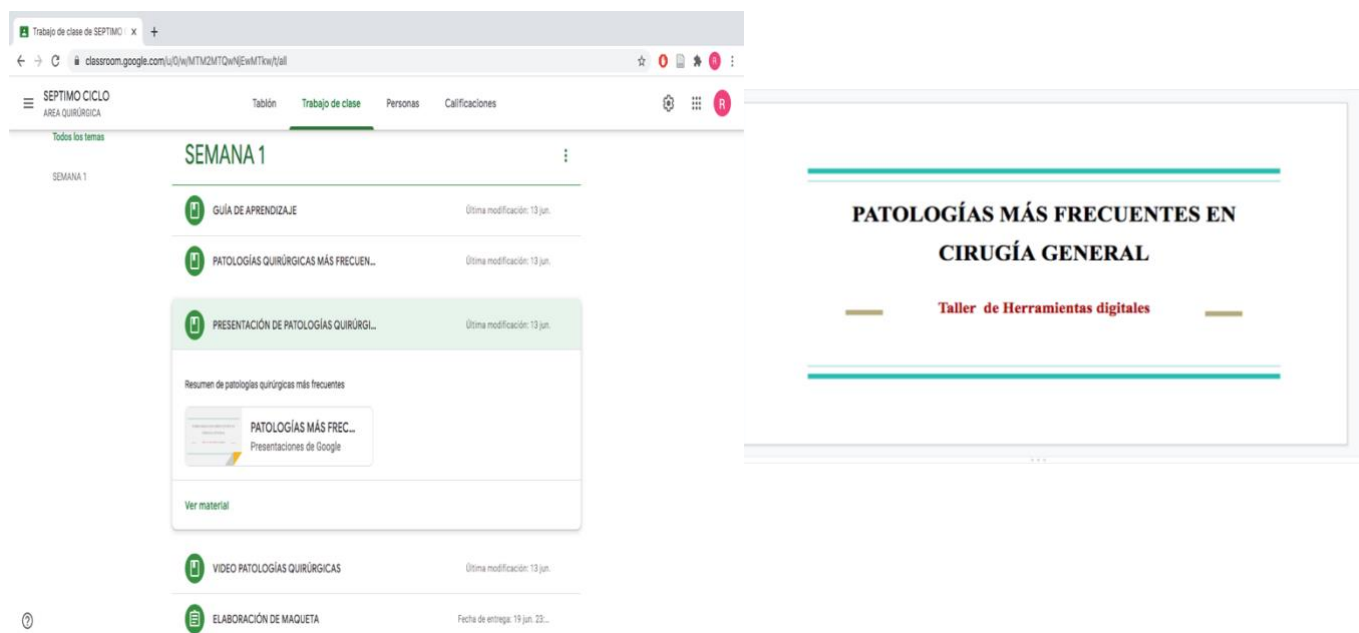 Trabajo de clase de SEPTIMO
classroom.google.com/u/0/w/MTM2MTQwNjEwMTkw/t/all
SEPTIMO CICLO
AREA QUIRÚRGICA
Tablón Trabajo de clase Personas Calificaciones
R
Todos los temas
SEMANA 1
SEMANA 1
GUÍA DE APRENDIZAJE Última modificación: 13 jun.
PATOLOGÍAS QUIRÚRGICAS MÁS FRECUEN... Última modificación: 13 jun.
PRESENTACIÓN DE PATOLOGÍAS QUIRÚRGI... Última modificación: 13 jun.
Resumen de patologías quirúrgicas más frecuentes
PATOLOGÍAS MÁS FREC...
Presentaciones de Google
Ver material
VIDEO PATOLOGÍAS QUIRÚRGICAS Última modificación: 13 jun.
ELABORACIÓN DE MAQUETA Fecha de entrega: 19 jun. 23:...
PATOLOGÍAS MÁS FRECUENTES EN
CIRUGÍA GENERAL
Taller de Herramientas digitales